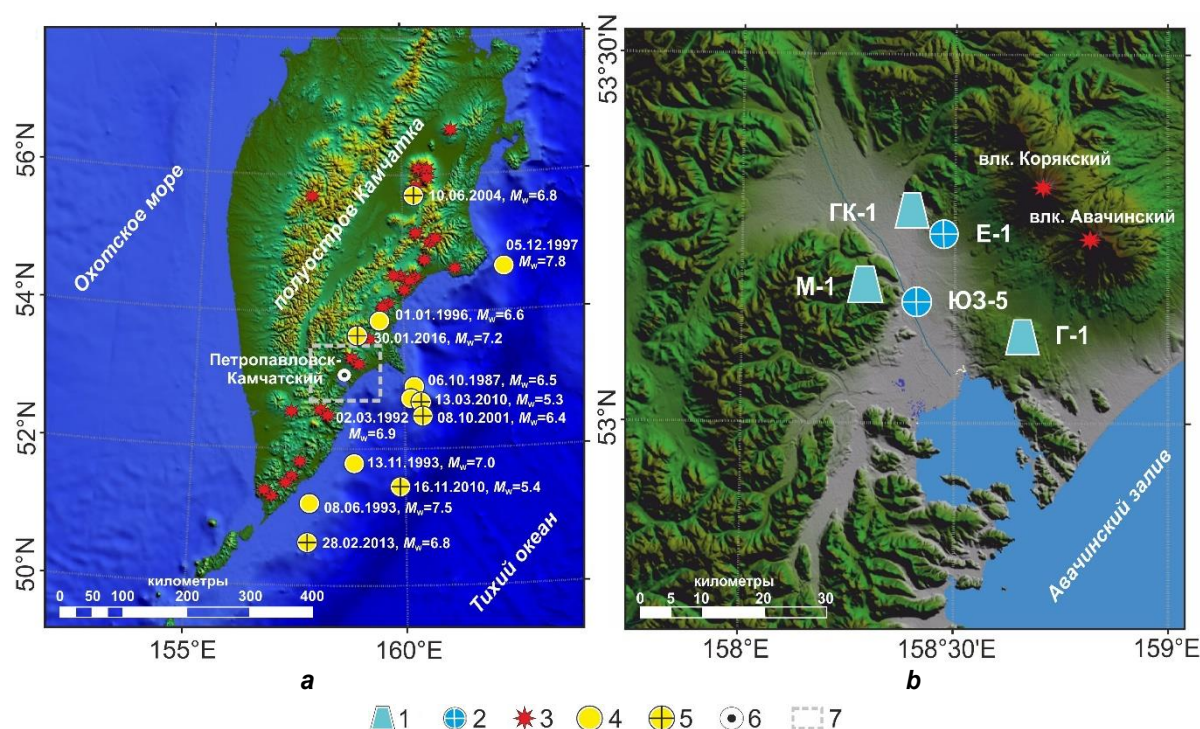 56°N
54°N
52°N
50°N
155°E
160°E
Охотское море
полуостров Камчатка
Тихий океан
10.06.2004, Mw=6.8
05.12.1997
Mw=7.8
01.01.1996, Mw=6.6
30.01.2016, Mw=7.2
Петропавловск-
Камчатский
06.10.1987, Mw=6.5
13.03.2010, Mw=5.3
08.10.2001, Mw=6.4
02.03.1992
Mw=6.9
13.11.1993, Mw=7.0
16.11.2010, Mw=5.4
08.06.1993, Mw=7.5
28.02.2013, Mw=6.8
километры
0 50 100 200 300 400
a
53°30'N
53°N
158°E
158°30'E
159°E
влк. Корякский
влк. Авачинский
ГК-1
Е-1
М-1
ЮЗ-5
Г-1
Авачинский залив
километры
0 5 10 20 30
b
1 2 3 4 5 6 7